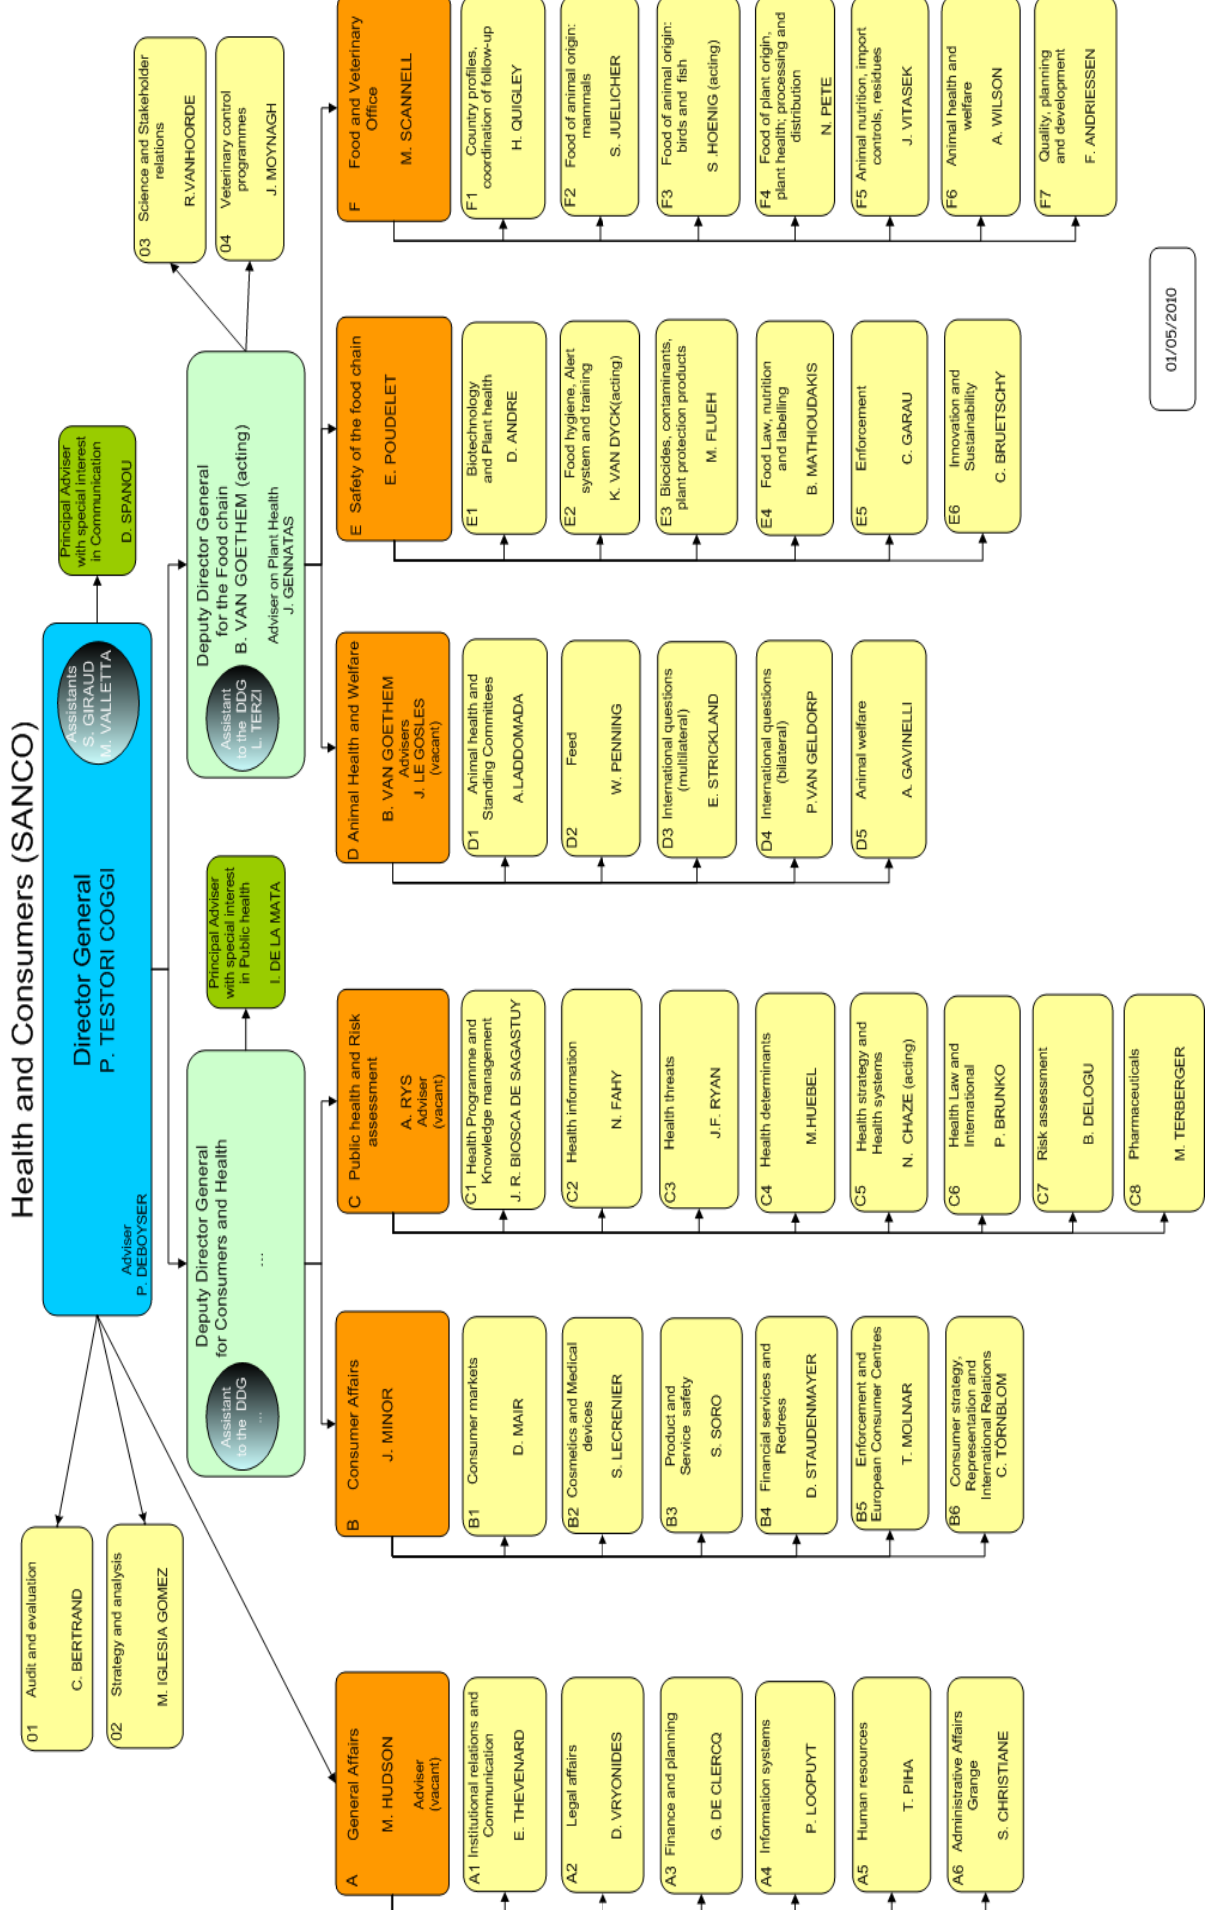 Health and Consumers (SANCO)
Director General
P. TESTORI COGGI
Adviser
P. DEBOYSER
Assistants
S. GIRAUD
M. VALLETTA
Principal Adviser
with special interest
in Communication
D. SPANOU
01 Audit and evaluation
C. BERTRAND
02 Strategy and analysis
M. IGLESIA GOMEZ
Deputy Director General
for Consumers and Health
...
Assistant
to the DDG
...
Principal Adviser
with special interest
in Public health
I. DE LA MATA
Deputy Director General
for the Food chain
B. VAN GOETHEM (acting)
Adviser on Plant Health
J. GENNATAS
Assistant
to the DDG
L. TERZI
03 Science and Stakeholder
relations
R.VANHOORDE
04 Veterinary control
programmes
J. MOYNAGH
A General Affairs
M. HUDSON
Adviser
(vacant)
A1 Institutional relations and
Communication
E. THEVENARD
A2 Legal affairs
D. VRYONIDES
A3 Finance and planning
G. DE CLERCQ
A4 Information systems
P. LOOPUYT
A5 Human resources
T. PIHA
A6 Administrative Affairs
Grange
S. CHRISTIANE
B Consumer Affairs
J. MINOR
B1 Consumer markets
D. MAIR
B2 Cosmetics and Medical
devices
S. LECRENIER
B3 Product and
Service safety
S. SORO
B4 Financial services and
Redress
D. STAUDENMAYER
B5 Enforcement and
European Consumer Centres
T. MOLNAR
B6 Consumer strategy,
Representation and
International Relations
C. TÖRNBLOM
C Public health and Risk
assessment
A. RYS
Adviser
(vacant)
C1 Health Programme and
Knowledge management
J. R. BIOSCA DE SAGASTUY
C2 Health information
N. FAHY
C3 Health threats
J.F. RYAN
C4 Health determinants
M.HUEBEL
C5 Health strategy and
Health systems
N. CHAZE (acting)
C6 Health Law and
International
P. BRUNKO
C7 Risk assessment
B. DELOGU
C8 Pharmaceuticals
M. TERBERGER
D Animal Health and Welfare
B. VAN GOETHEM
Advisers
J. LE GOSLES
(vacant)
D1 Animal health and
Standing Committees
A.LADDOMADA
D2 Feed
W. PENNING
D3 International questions
(multilateral)
E. STRICKLAND
D4 International questions
(bilateral)
P.VAN GELDORP
D5 Animal welfare
A. GAVINELLI
E Safety of the food chain
E. POUDELET
E1 Biotechnology
and Plant health
D. ANDRE
E2 Food hygiene, Alert
system and training
K. VAN DYCK(acting)
E3 Biocides, contaminants,
plant protection products
M. FLUEH
E4 Food Law, nutrition
and labelling
B. MATHIOUDAKIS
E5 Enforcement
C. GARAU
E6 Innovation and
Sustainability
C. BRUETSCHY
F Food and Veterinary
Office
M. SCANNELL
F1 Country profiles,
coordination of follow-up
H. QUIGLEY
F2 Food of animal origin:
mammals
S. JUELICHER
F3 Food of animal origin:
birds and fish
S .HOENIG (acting)
F4 Food of plant origin,
plant health; processing and
distribution
N. PETE
F5 Animal nutrition, import
controls, residues
J. VITASEK
F6 Animal health and
welfare
A. WILSON
F7 Quality, planning
and development
F. ANDRIESSEN
01/05/2010